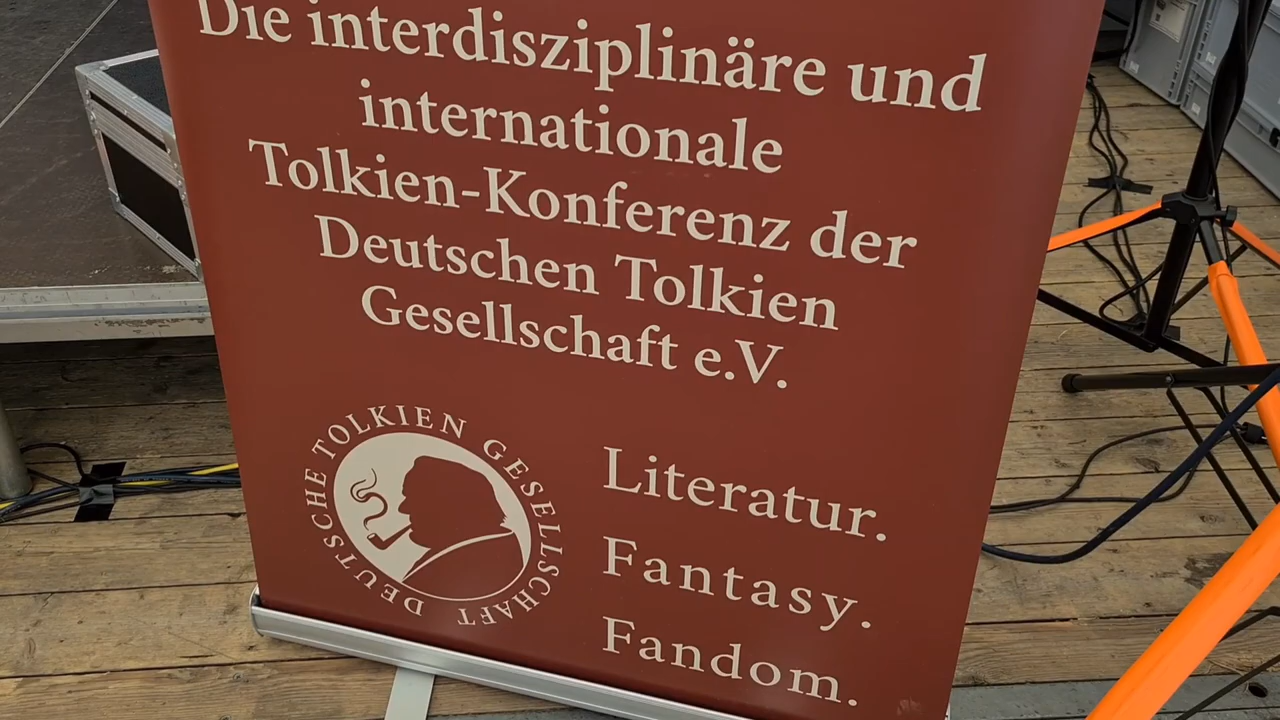 Die interdisziplinäre und
internationale
Tolkien-Konferenz der
Deutschen Tolkien
Gesellschaft e.V.
DEUTSCHE TOLKIEN GESELLSCHAFT
Literatur.
Fantasy.
Fandom.